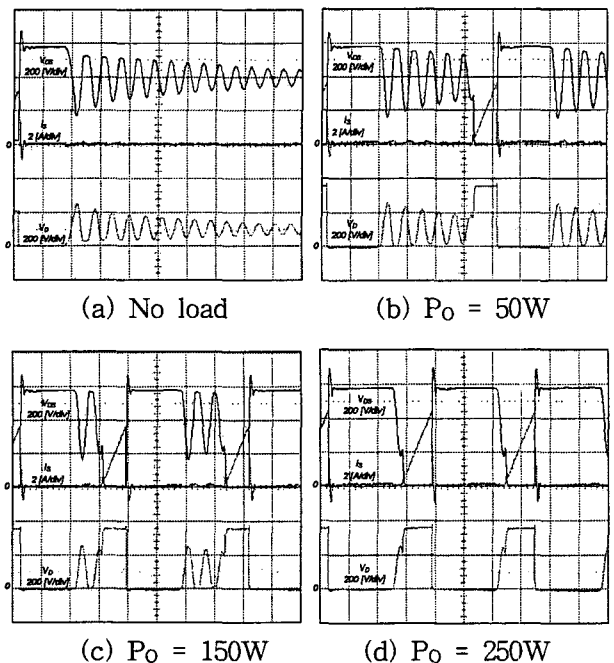 V_DS
200 [V/div]
I_S
2 [A/div]
0
V_D
200 [V/div]
0
(a) No load
V_DS
200 [V/div]
I_S
2 [A/div]
0
V_D
200 [V/div]
0
(b) P_O = 50W
V_DS
200 [V/div]
I_S
2 [A/div]
0
V_D
200 [V/div]
0
(c) P_O = 150W
V_DS
200 [V/div]
I_S
2 [A/div]
0
V_D
200 [V/div]
0
(d) P_O = 250W